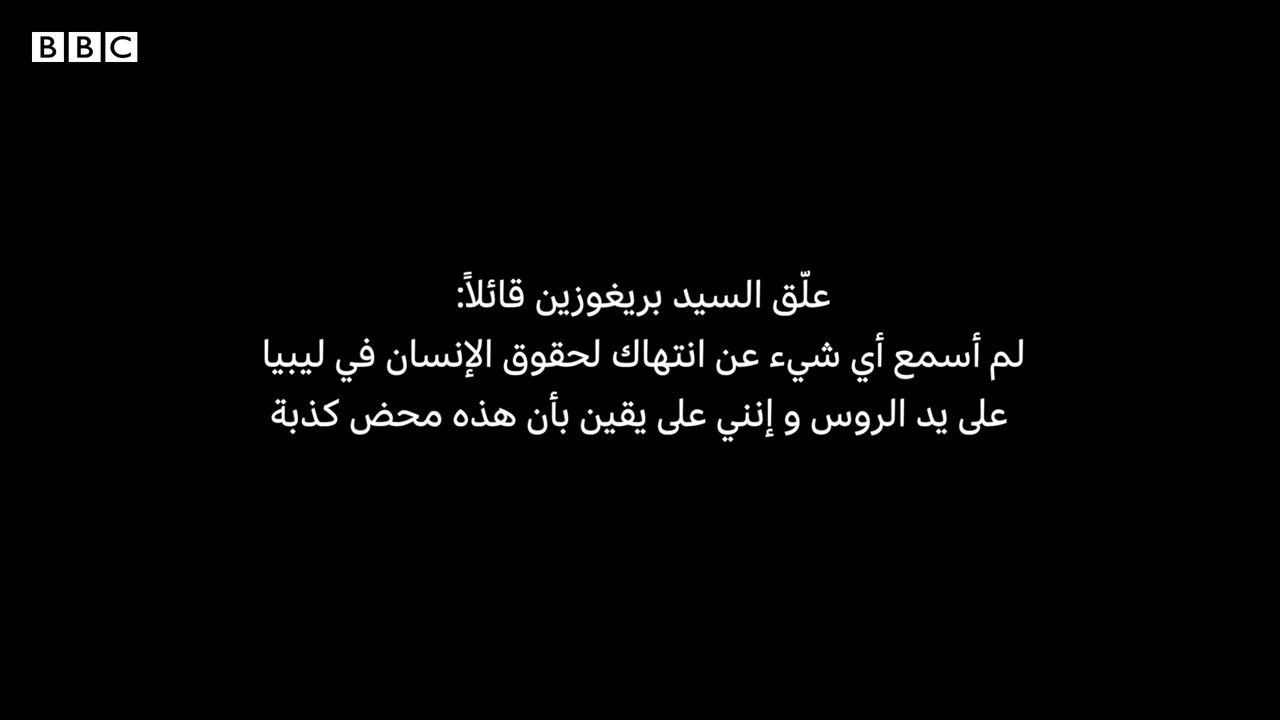 BBC
علّق السيد بريغوزين قائلاً:
لم أسمع أي شيء عن انتهاك لحقوق الإنسان في ليبيا
على يد الروس و إنني على يقين بأن هذه محض كذبة